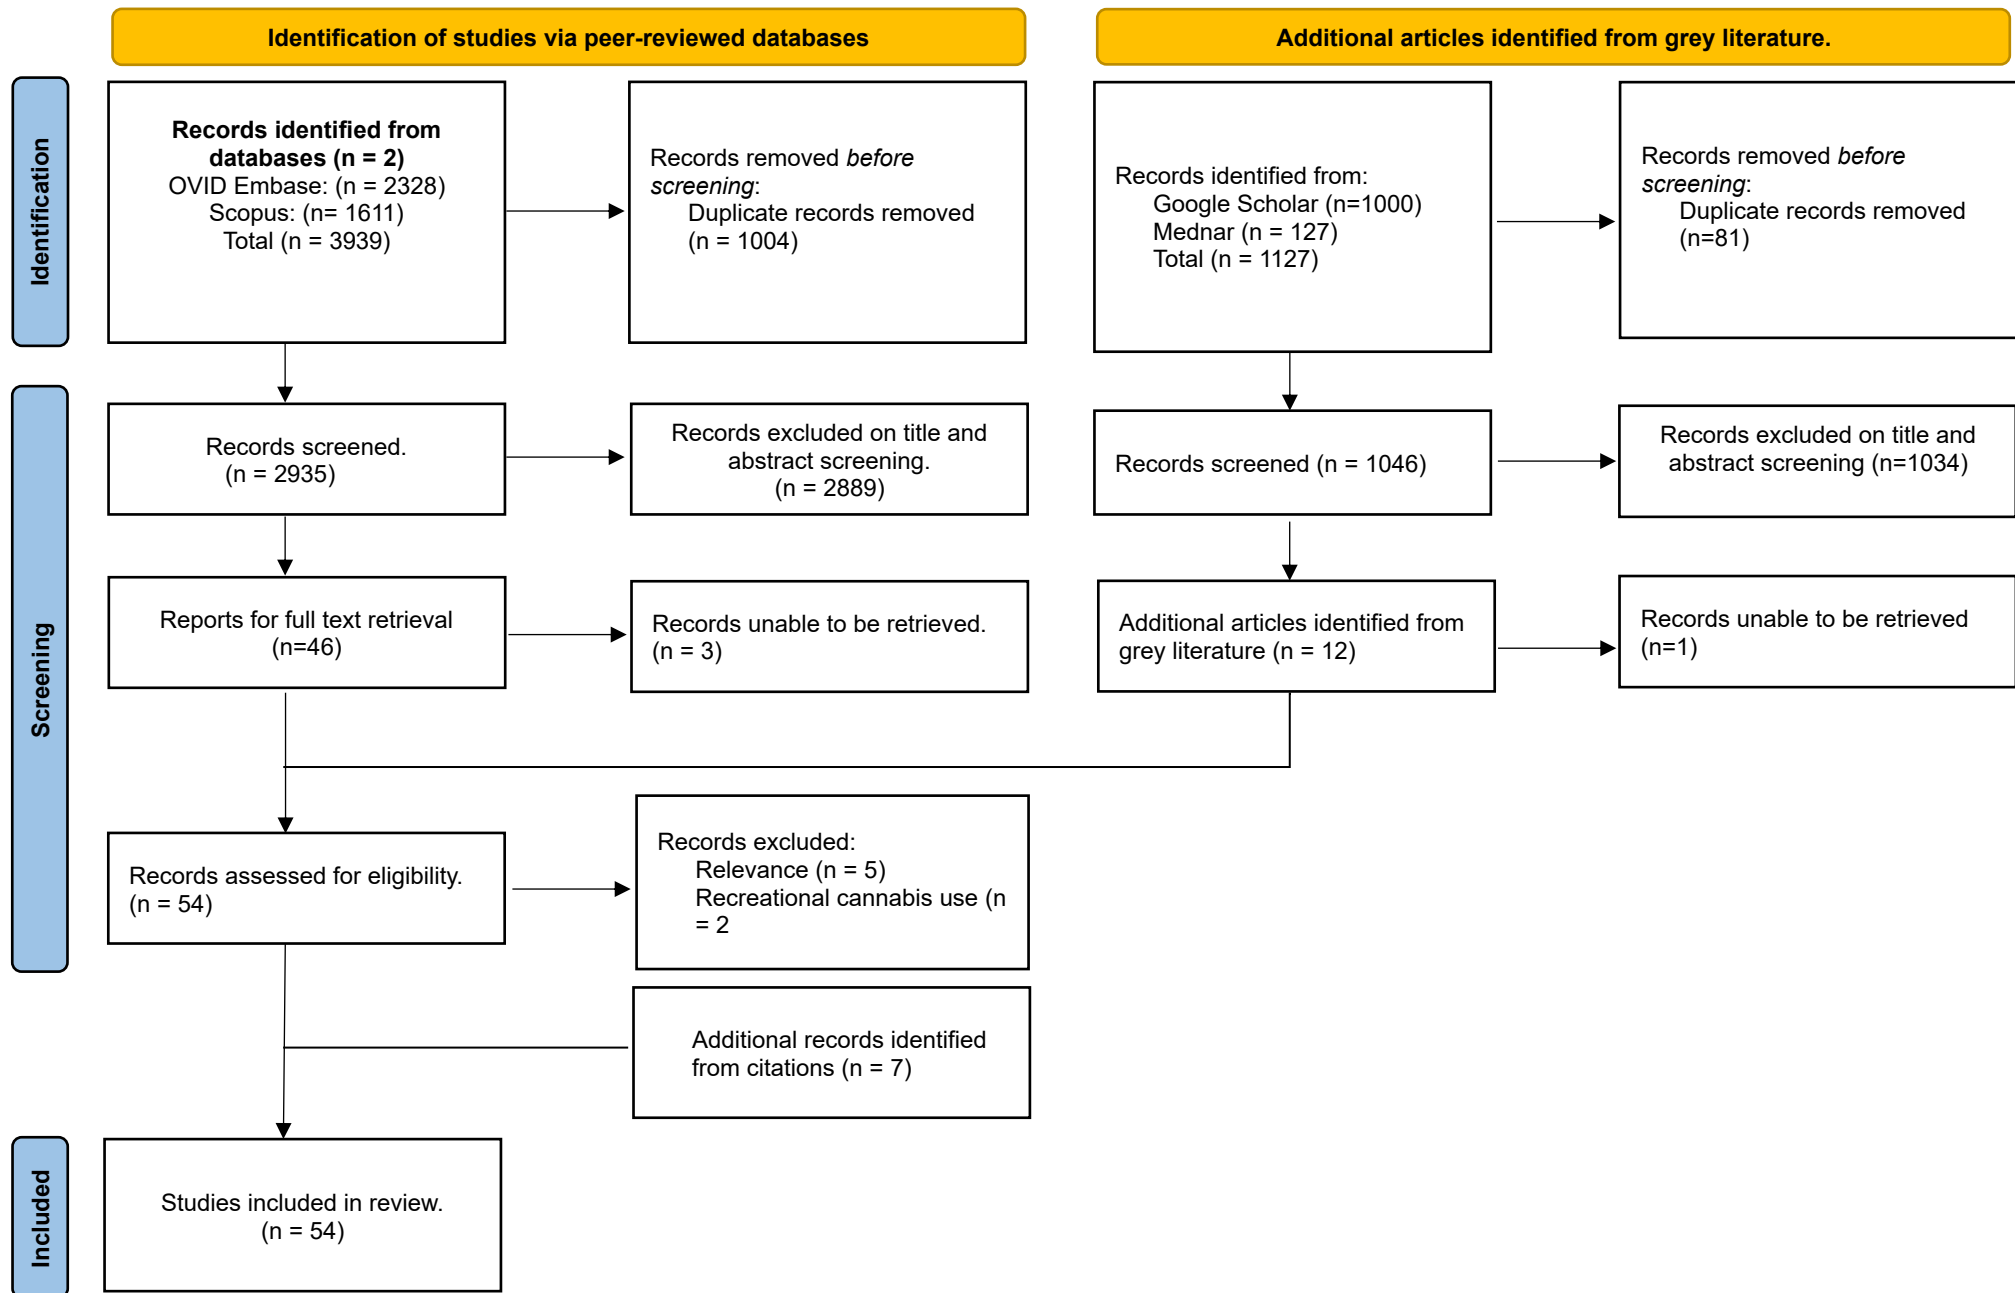 Identification of studies via peer-reviewed databases
Additional articles identified from grey literature.
Identification
Records identified from
databases (n = 2)
OVID Embase: (n = 2328)
Scopus: (n= 1611)
Total (n = 3939)
Records removed before
screening:
Duplicate records removed
(n = 1004)
Records identified from:
Google Scholar (n=1000)
Mednar (n = 127)
Total (n = 1127)
Records removed before
screening:
Duplicate records removed
(n=81)
Screening
Records screened.
(n = 2935)
Records excluded on title and
abstract screening.
(n = 2889)
Records screened (n = 1046)
Records excluded on title and
abstract screening (n=1034)
Reports for full text retrieval
(n=46)
Records unable to be retrieved.
(n = 3)
Additional articles identified from
grey literature (n = 12)
Records unable to be retrieved
(n=1)
Records assessed for eligibility.
(n = 54)
Records excluded:
Relevance (n = 5)
Recreational cannabis use (n
= 2
Additional records identified
from citations (n = 7)
Included
Studies included in review.
(n = 54)